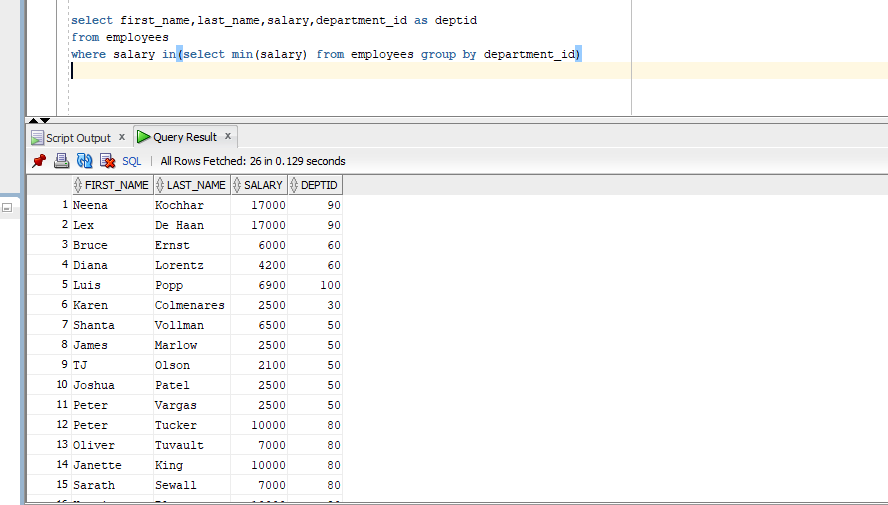 select first_name,last_name,salary,department_id as deptid
from employees
where salary in(select min(salary) from employees group by department_id)
Script Output x Query Result x
SQL | All Rows Fetched: 26 in 0.129 seconds
FIRST_NAME LAST_NAME SALARY DEPTID
1 Neena Kochhar 17000 90
2 Lex De Haan 17000 90
3 Bruce Ernst 6000 60
4 Diana Lorentz 4200 60
5 Luis Popp 6900 100
6 Karen Colmenares 2500 30
7 Shanta Vollman 6500 50
8 James Marlow 2500 50
9 TJ Olson 2100 50
10 Joshua Patel 2500 50
11 Peter Vargas 2500 50
12 Peter Tucker 10000 80
13 Oliver Tuvault 7000 80
14 Janette King 10000 80
15 Sarath Sewall 7000 80